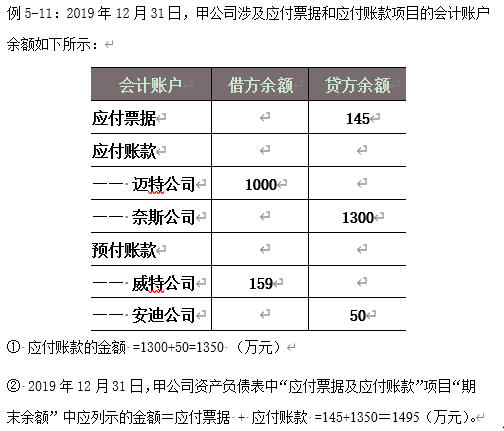 例 5-11：2019 年 12 月 31 日，甲公司涉及应付票据和应付账款项目的会计账户
余额如下所示：
会计账户 借方余额 贷方余额
应付票据 145
应付账款
—— 迈特公司 1000
—— 奈斯公司 1300
预付账款
—— 威特公司 159
—— 安迪公司 50
① 应付账款的金额 =1300+50=1350 （万元）
② 2019 年 12 月 31 日，甲公司资产负债表中“应付票据及应付账款”项目“期
末余额”中应列示的金额＝应付票据 + 应付账款 =145+1350＝1495（万元）。